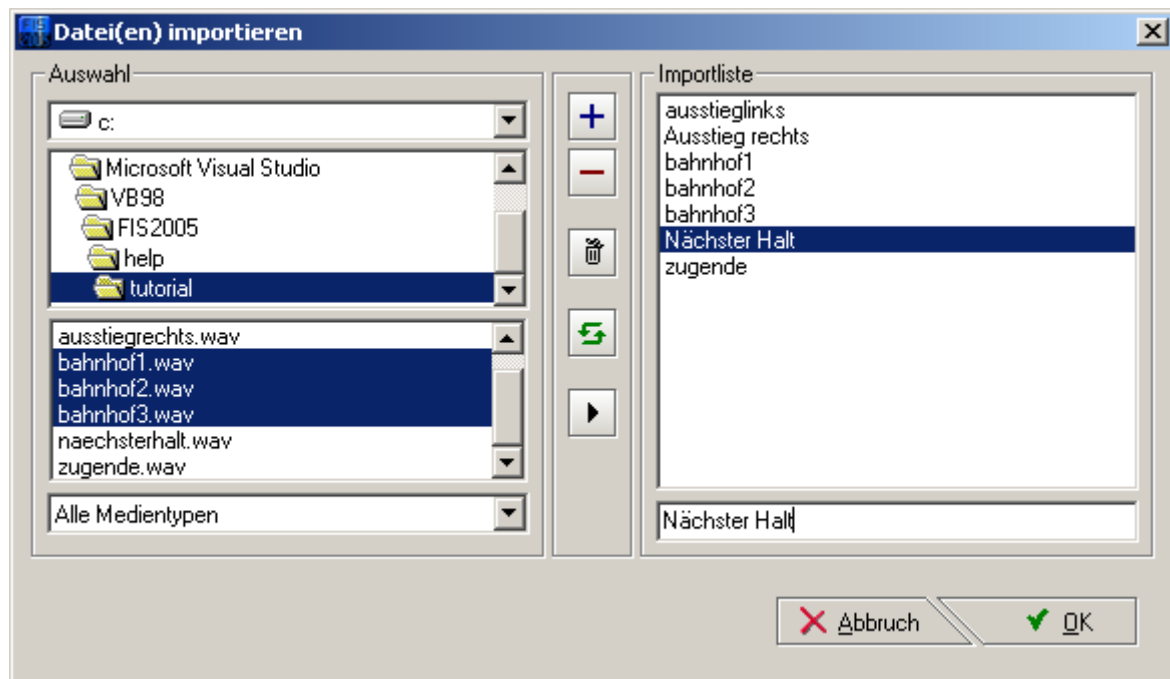 Datei(en) importieren
Auswahl
c:
Microsoft Visual Studio
VB98
FIS2005
help
tutorial
ausstiegrechts.wav
bahnhof1.wav
bahnhof2.wav
bahnhof3.wav
naechsterhalt.wav
zugende.wav
Alle Medientypen
Importliste
ausstieglinks
Ausstieg rechts
bahnhof1
bahnhof2
bahnhof3
Nächster Halt
zugende
Nächster Halt
Abbruch
OK